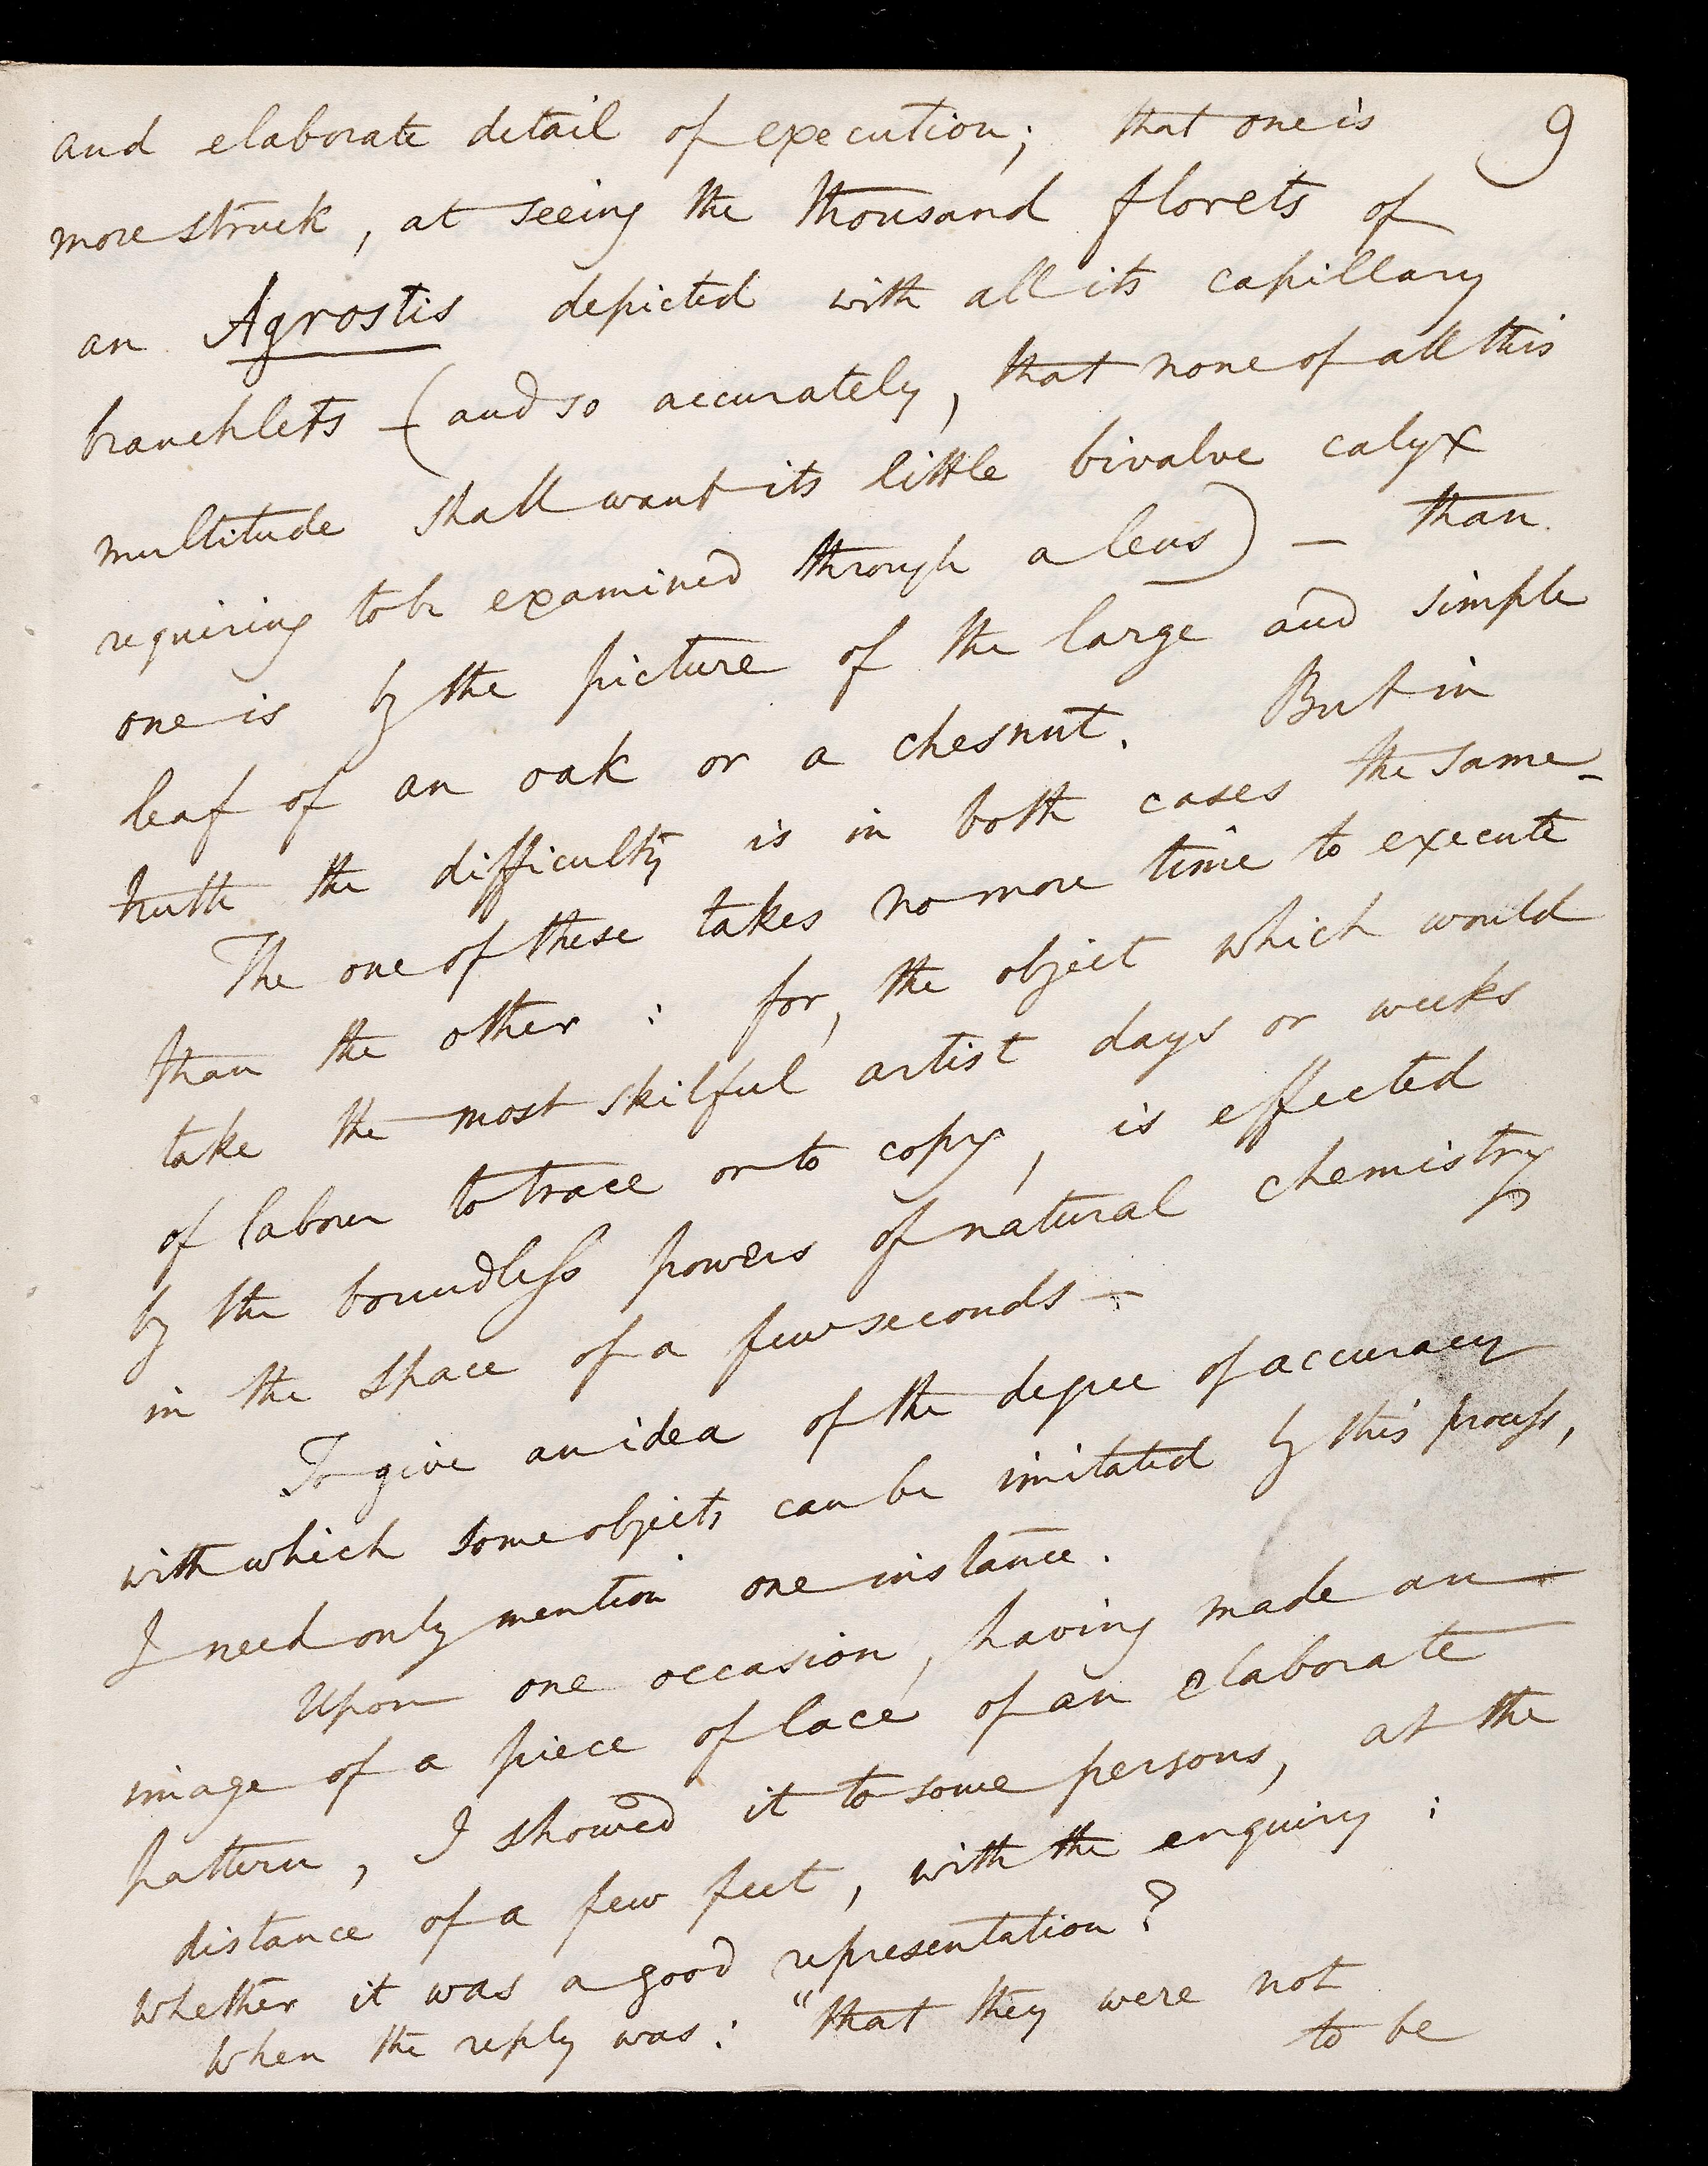 and elaborate detail of execution; that one is 9
more struck, at seeing the thousand florets of
an Agrostis depicted with all its capillary
branchlets – (and so accurately, that none of all this
multitude shall want its little bivalve calyx
requiring to be examined through a lens) – than
one is by the picture of the large and simple
leaf of an oak or a chesnut. But in
truth the difficulty is in both cases the same –
The one of these takes no more time to execute
than the other : for, the object which would
take the most skilful artist days or weeks
of labour to trace or to copy, is effected
by the boundless powers of natural chemistry
in the space of a few seconds –
To give an idea of the degree of accuracy
with which some objects can be imitated by this process,
I need only mention one instance.
Upon one occasion, having made an
image of a piece of lace of an elaborate
pattern, I showed it to some persons, at the
distance of a few feet, with the enquiry :
whether it was a good representation?
when the reply was: "that they were not
to be